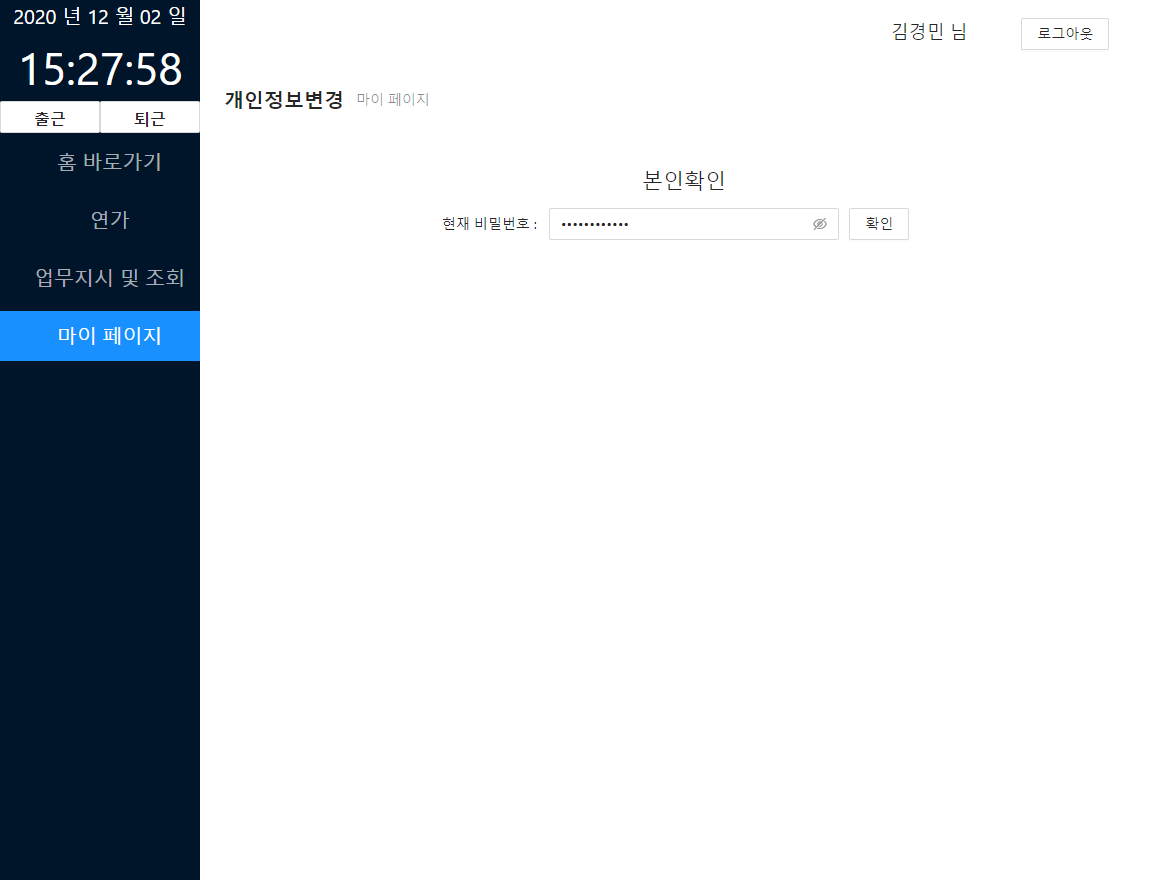 2020 년 12 월 02 일
15:27:58
출근 퇴근
홈 바로가기
연가
업무지시 및 조회
마이 페이지
김경민 님 로그아웃
개인정보변경 마이 페이지
본인확인
현재 비밀번호 : •••••••••••• 확인